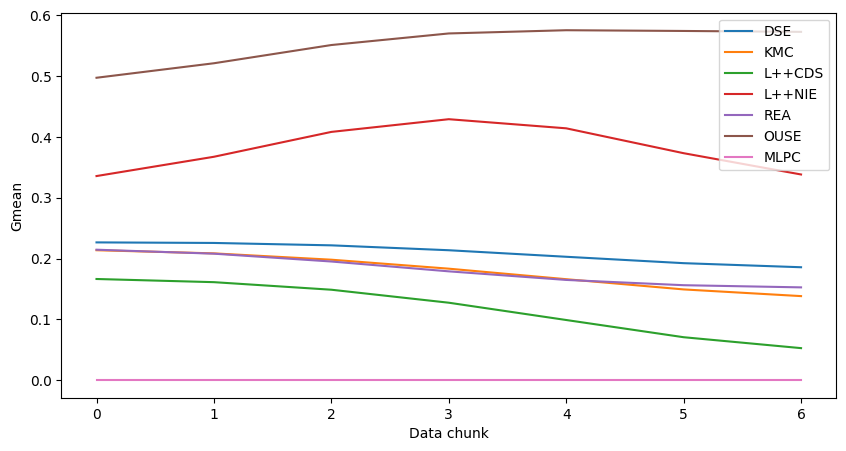 0.6
0.5
0.4
0.3
0.2
0.1
0.0
Gmean
0 1 2 3 4 5 6
Data chunk
DSE
KMC
L++CDS
L++NIE
REA
OUSE
MLPC